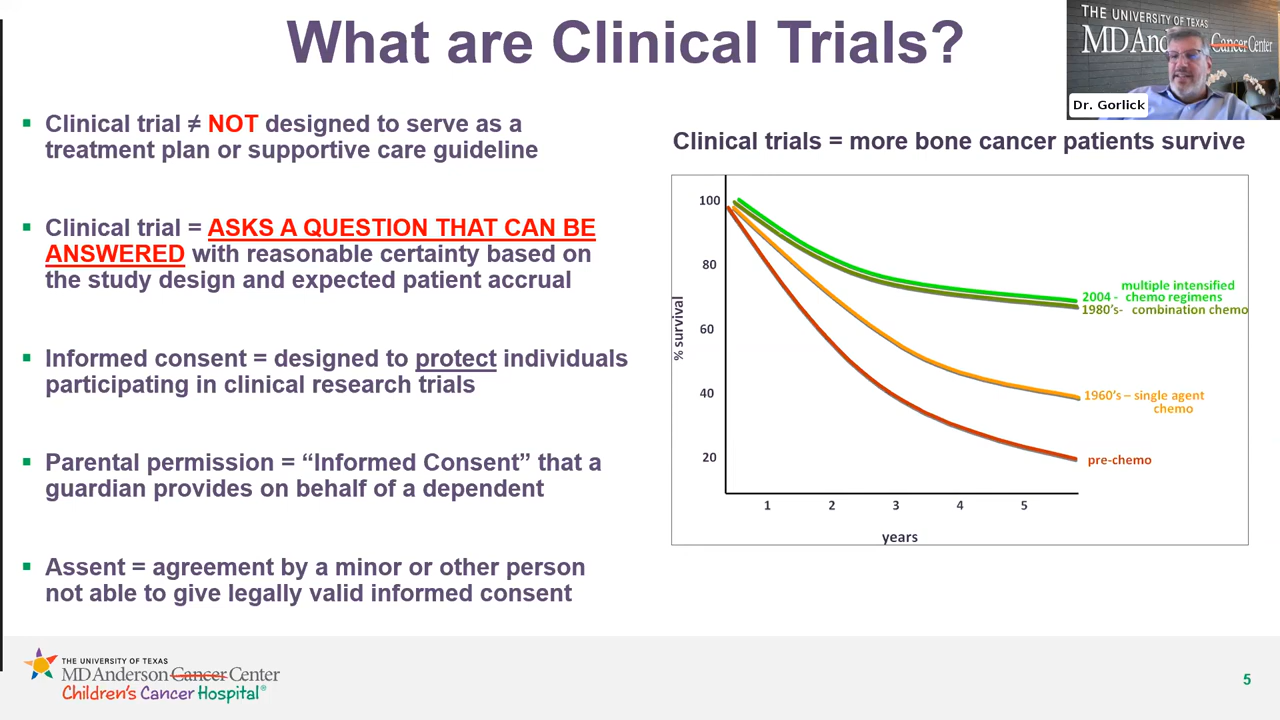 What are Clinical Trials?
THE UNIVERSITY OF TEXAS
MD Anderson Cancer Center
Dr. Gorlick
▪ Clinical trial ≠ NOT designed to serve as a
treatment plan or supportive care guideline
▪ Clinical trial = ASKS A QUESTION THAT CAN BE
ANSWERED with reasonable certainty based on
the study design and expected patient accrual
▪ Informed consent = designed to protect individuals
participating in clinical research trials
▪ Parental permission = “Informed Consent” that a
guardian provides on behalf of a dependent
▪ Assent = agreement by a minor or other person
not able to give legally valid informed consent
Clinical trials = more bone cancer patients survive
% survival
100
80
60
40
20
1 2 3 4 5
years
multiple intensified
2004 - chemo regimens
1980's- combination chemo
1960's – single agent
chemo
pre-chemo
THE UNIVERSITY OF TEXAS
MD Anderson Cancer Center
Children's Cancer Hospital®
5